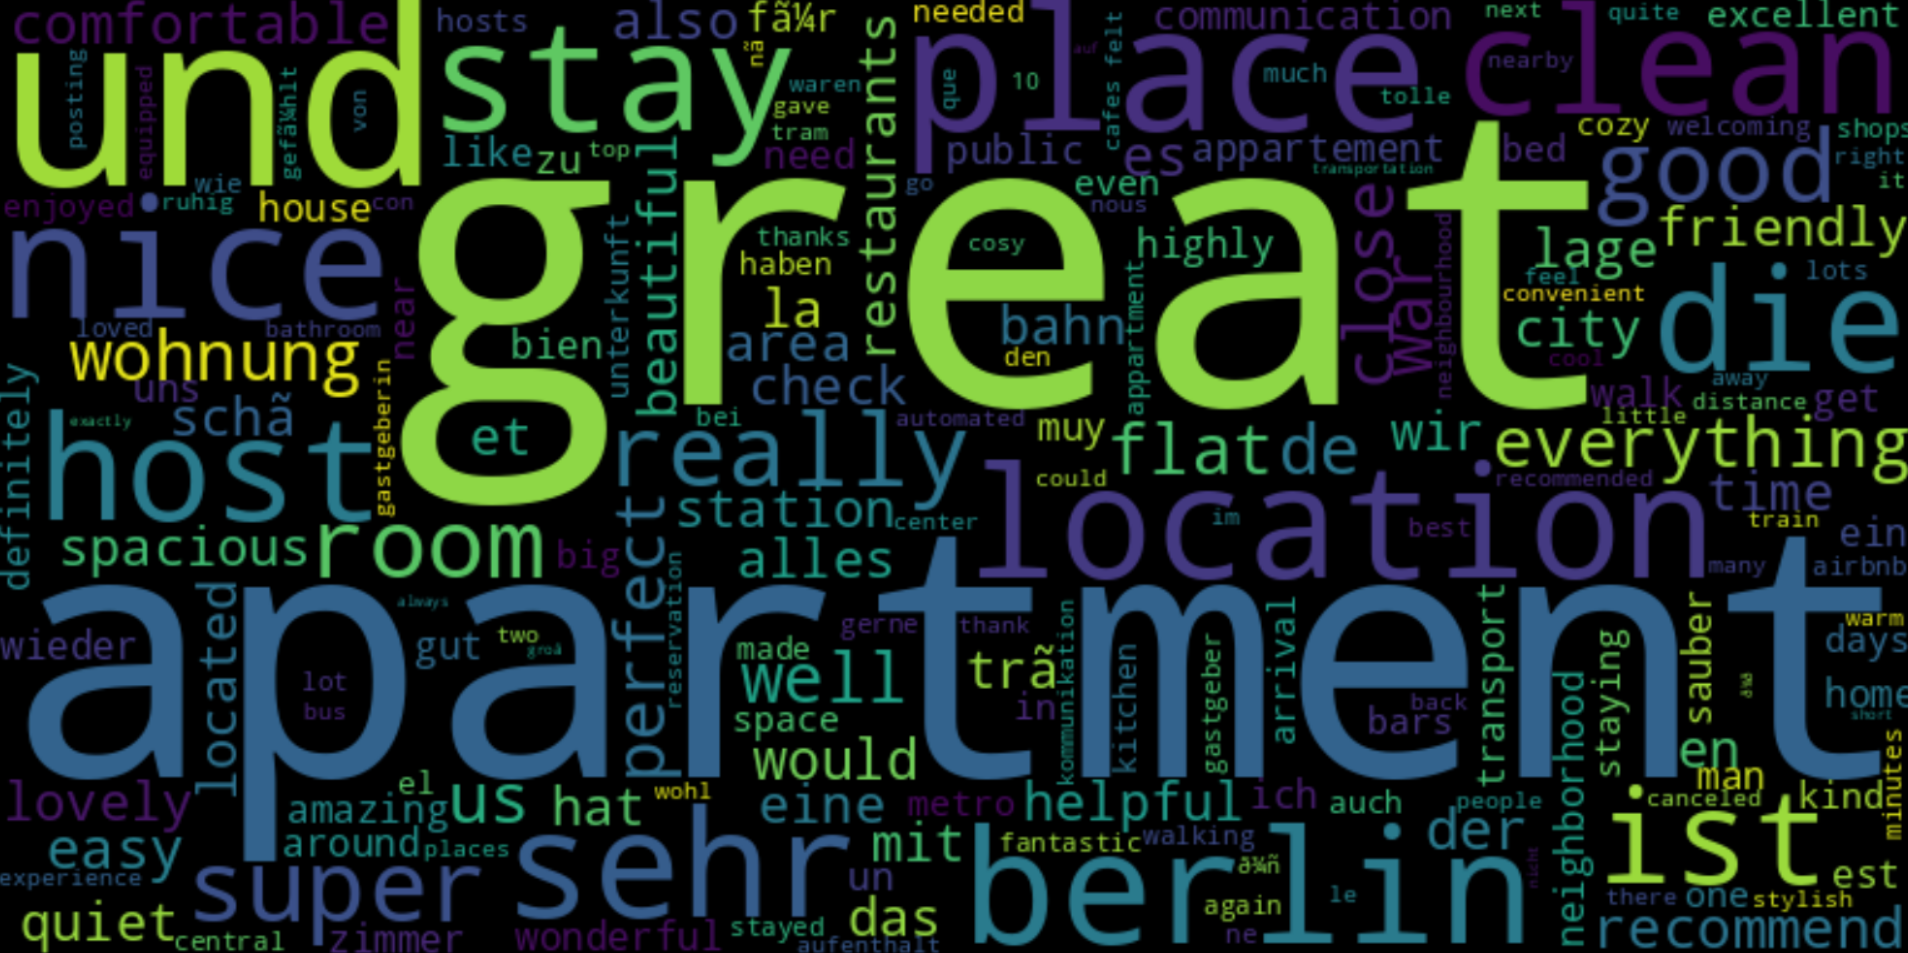 comfortable
und
posting
equipped
gefã¼hlt
von
hosts
also
fã¼r
stay
ñƒ
waren
gave
tram
like
zu
top
need
restaurants
needed
place
auf
que
10
communication
cafes felt
much
tolle
next
quite
excellent
clean
nearby
public
es
appartement
transportation
bed
cozy
welcoming
shops
good
right
it
wie
enjoyed
ruhig
house
con
nice
great
unterkunft
beautiful
thanks
haben
la
area
check
go
cosy
bahn
den
even
nous
highly
appartment
close
war
neighbourhood
lage
feel
convenient
city
cool
friendly
lots
die
loved
bathroom
near
wohnung
uns
schã
gastgeberin
bien
et
definitely
exactly
host
really
bei
automated
muy
could
flat
de
wir
walk
away
distance
get
little
everything
recommended
location
time
station
center
im
best
train
ein
many
airbnb
spacious
room
big
perfect
reservation
alles
apartment
wieder
located
lot
bus
always
gut
two
groã
made
well
space
would
gerne
thank
trã
in
kommunikation
kitchen
gastgeber
arrival
back
bars
transport
neighborhood
staying
sauber
warm
days
home
short
en
man
minutes
lovely
el
amazing
us
hat
wohl
eine
metro
helpful
ich
auch
people
canceled
kind
easy
around
places
sehr
mit
fantastic
walking
der
ist
experience
super
un
berlin
ã¾ñ
le
nicht
est
there
one
stylish
quiet
central
zimmer
wonderful
stayed
das
aufenthalt
again
ne
recommend